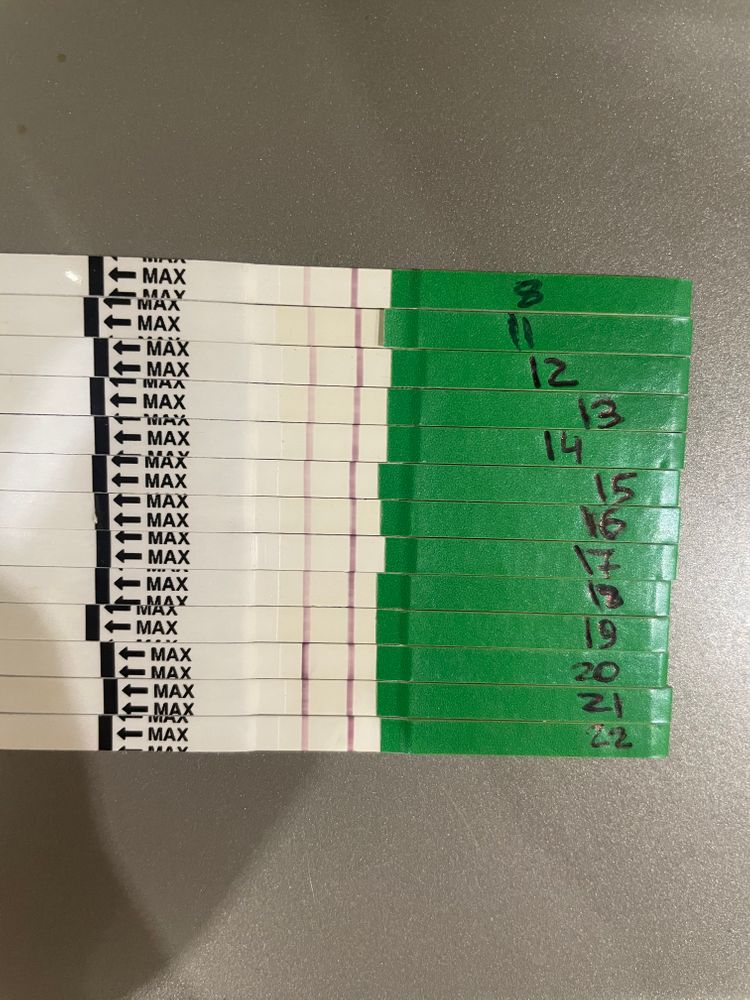 ← MAX 8
← MAX 11
← MAX 12
← MAX 13
← MAX 14
← MAX 15
← MAX 16
← MAX 17
← MAX 18
← MAX 19
← MAX 20
← MAX 21
← MAX 22